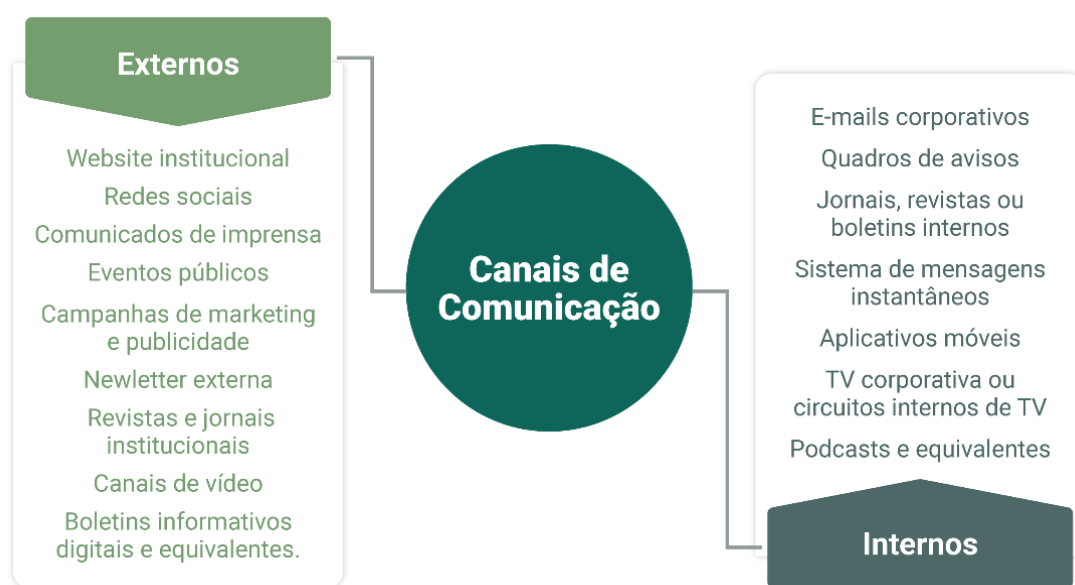 Externos
Website institucional
Redes sociais
Comunicados de imprensa
Eventos públicos
Campanhas de marketing
e publicidade
Newletter externa
Revistas e jornais
institucionais
Canais de vídeo
Boletins informativos
digitais e equivalentes.
Canais de
Comunicação
E-mails corporativos
Quadros de avisos
Jornais, revistas ou
boletins internos
Sistema de mensagens
instantâneos
Aplicativos móveis
TV corporativa ou
circuitos internos de TV
Podcasts e equivalentes
Internos